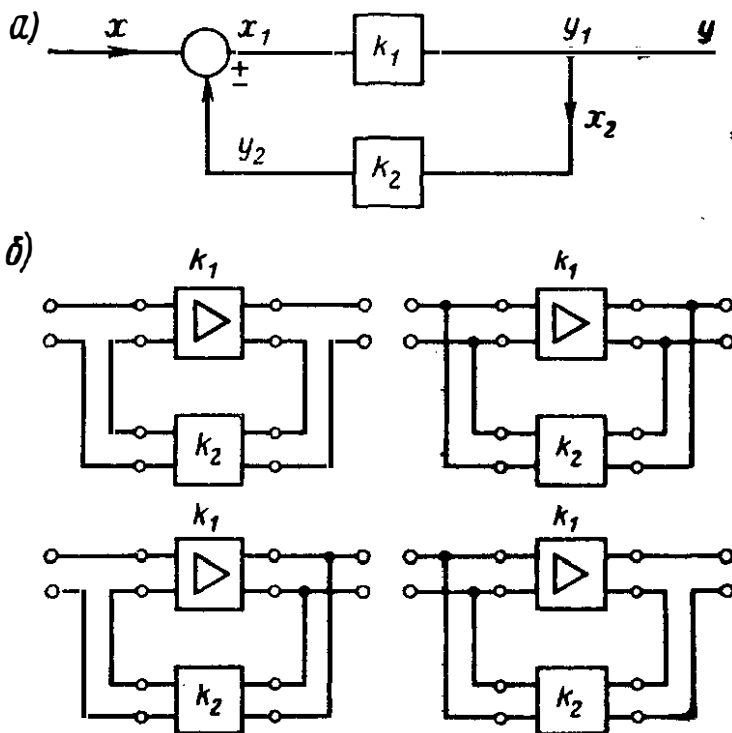 а) x x₁ k₁ y₁ y
±
x₂
y₂ k₂
б)
k₁ k₁
k₂ k₂
k₁ k₁
k₂ k₂